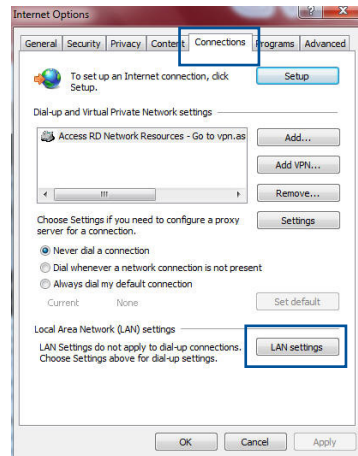 Internet Options
General Security Privacy Content Connections Programs Advanced
To set up an Internet connection, click
Setup.
Setup
Dial-up and Virtual Private Network settings
Access RD Network Resources - Go to vpn.as
Add...
Add VPN...
Remove...
Choose Settings if you need to configure a proxy
server for a connection.
Settings
Never dial a connection
Dial whenever a network connection is not present
Always dial my default connection
Current None
Set default
Local Area Network (LAN) settings
LAN Settings do not apply to dial-up connections.
Choose Settings above for dial-up settings.
LAN settings
OK Cancel Apply